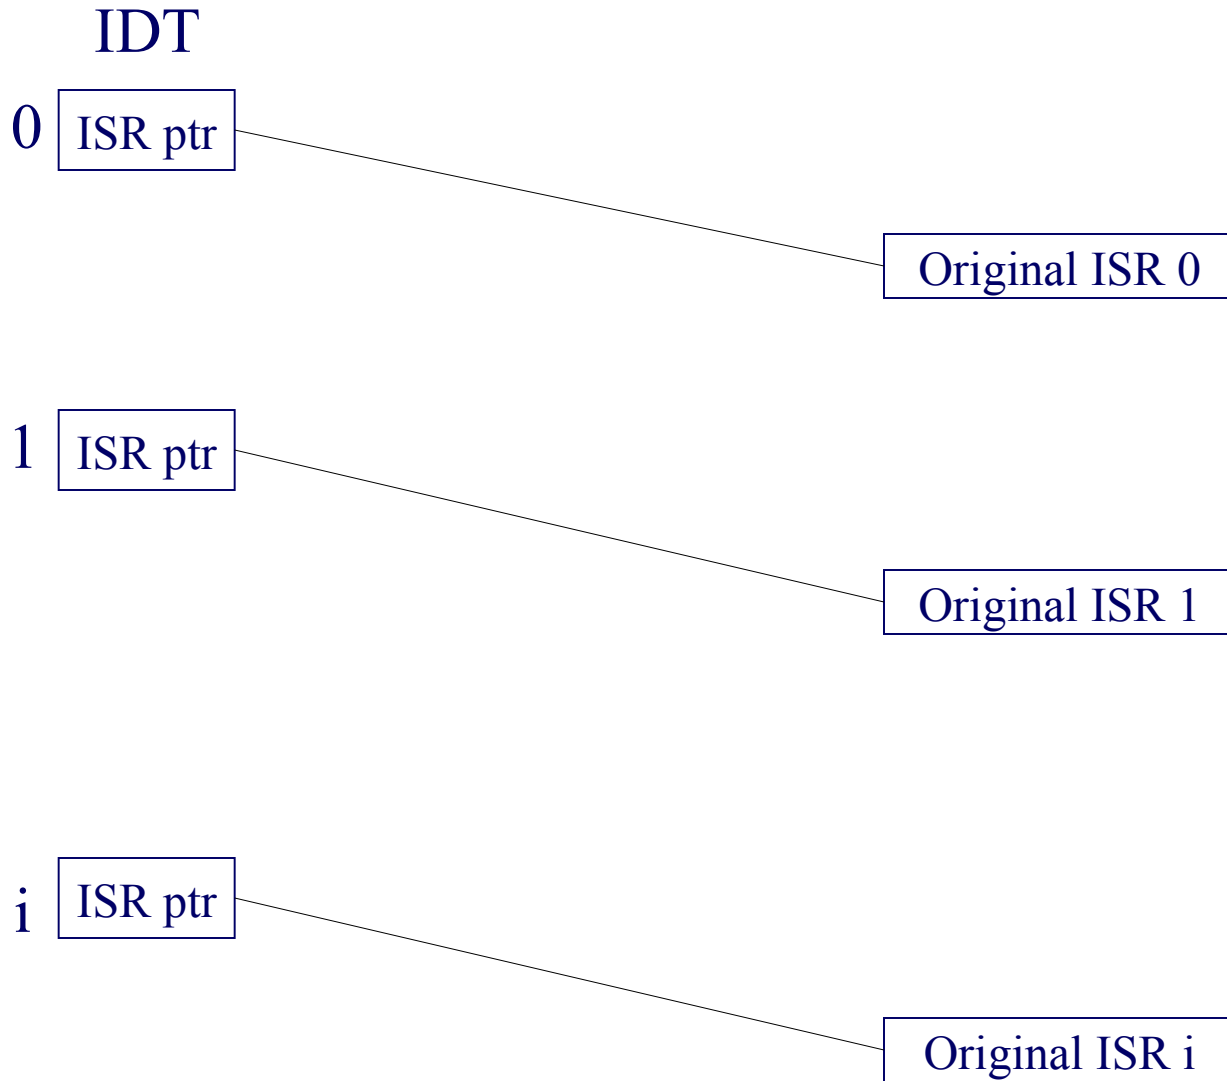 IDT
0 ISR ptr
Original ISR 0
1 ISR ptr
Original ISR 1
i ISR ptr
Original ISR i